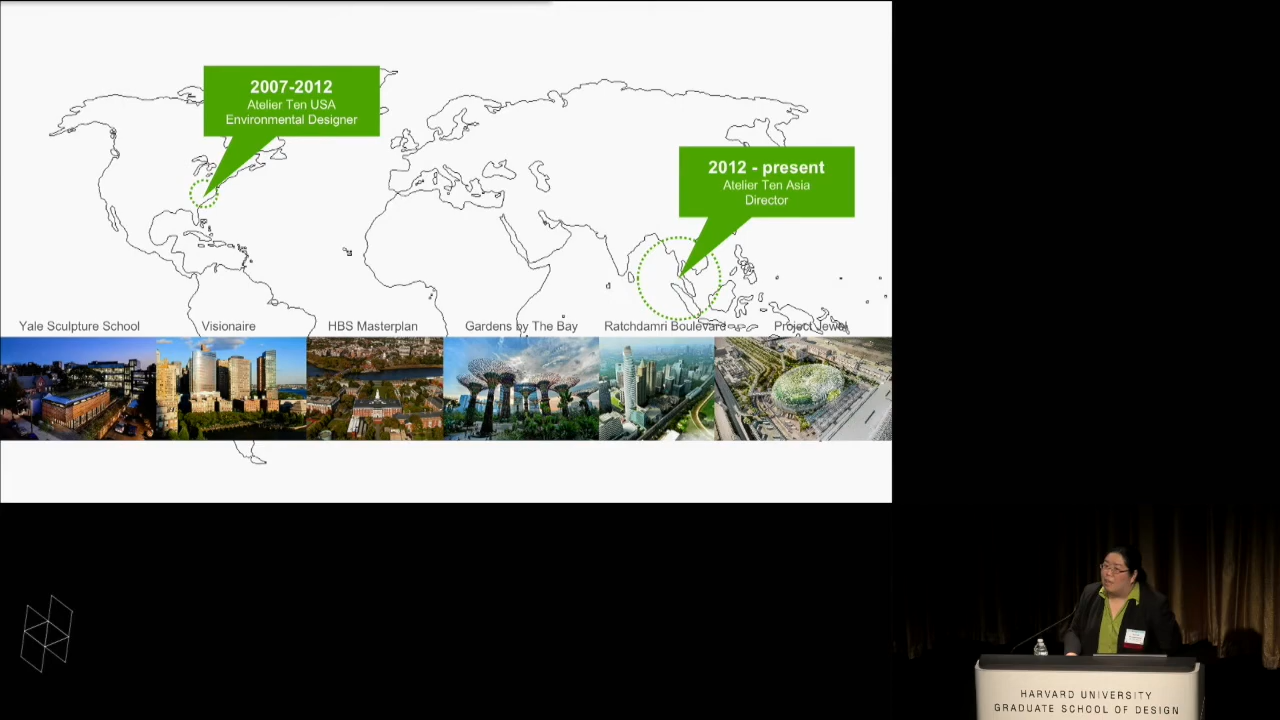 2007-2012
Atelier Ten USA
Environmental Designer
2012 - present
Atelier Ten Asia
Director
Yale Sculpture School
Visionaire
HBS Masterplan
Gardens by The Bay
Ratchdamri Boulevard
Project Jewel
HARVARD UNIVERSITY
GRADUATE SCHOOL OF DESIGN